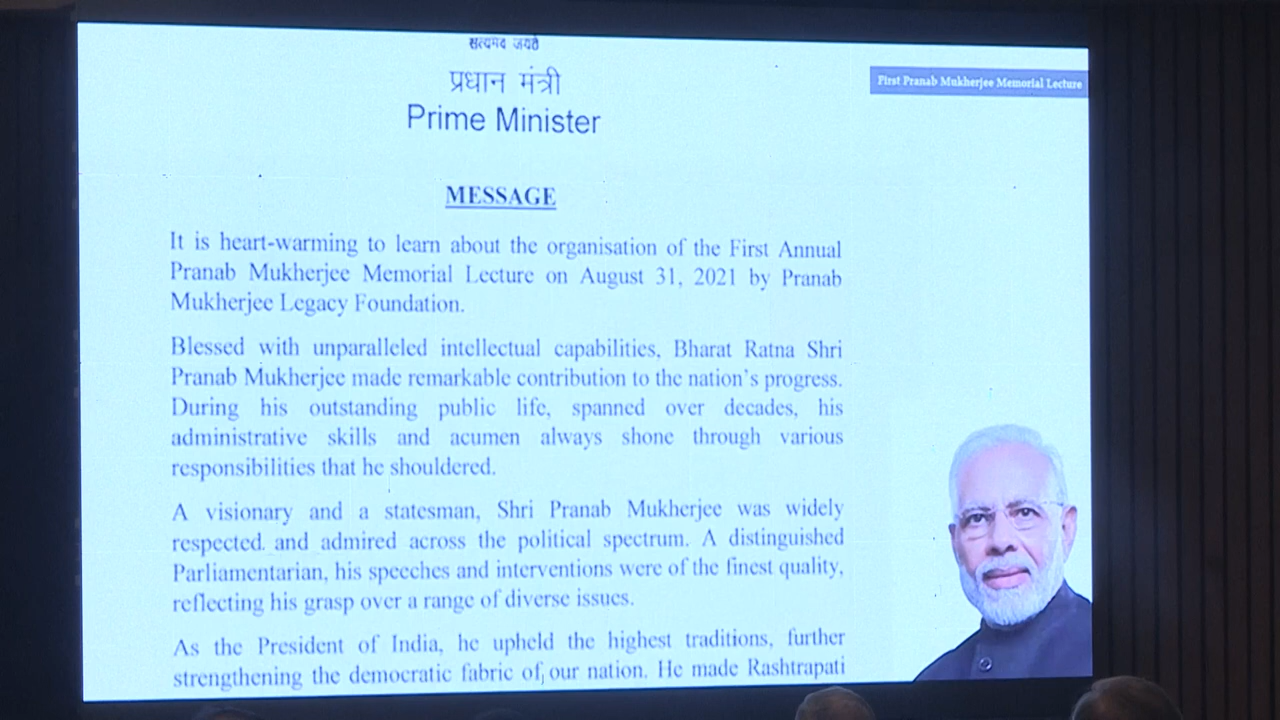 सत्यमेव जयते
प्रधान मंत्री
Prime Minister
First Pranab Mukherjee Memorial Lecture
MESSAGE
It is heart-warming to learn about the organisation of the First Annual
Pranab Mukherjee Memorial Lecture on August 31, 2021 by Pranab
Mukherjee Legacy Foundation.
Blessed with unparalleled intellectual capabilities, Bharat Ratna Shri
Pranab Mukherjee made remarkable contribution to the nation's progress.
During his outstanding public life, spanned over decades, his
administrative skills and acumen always shone through various
responsibilities that he shouldered.
A visionary and a statesman, Shri Pranab Mukherjee was widely
respected. and admired across the political spectrum. A distinguished
Parliamentarian, his speeches and interventions were of the finest quality,
reflecting his grasp over a range of diverse issues.
As the President of India, he upheld the highest traditions, further
strengthening the democratic fabric of our nation. He made Rashtrapati